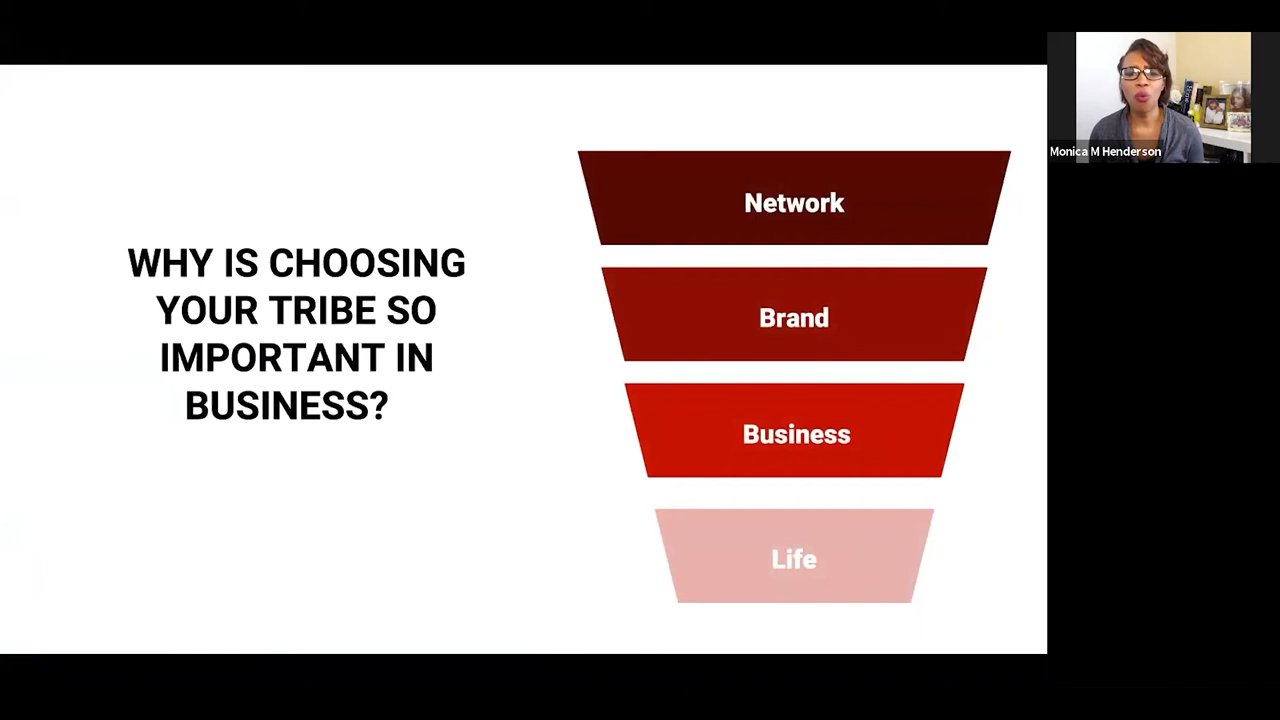 WHY IS CHOOSING
YOUR TRIBE SO
IMPORTANT IN
BUSINESS?
Network
Brand
Business
Life
Monica M Henderson